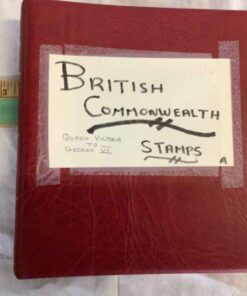 BRITISH
COMMONWEALTH
QUEEN VICTORIA
TO
GEORGE VI
STAMPS
A